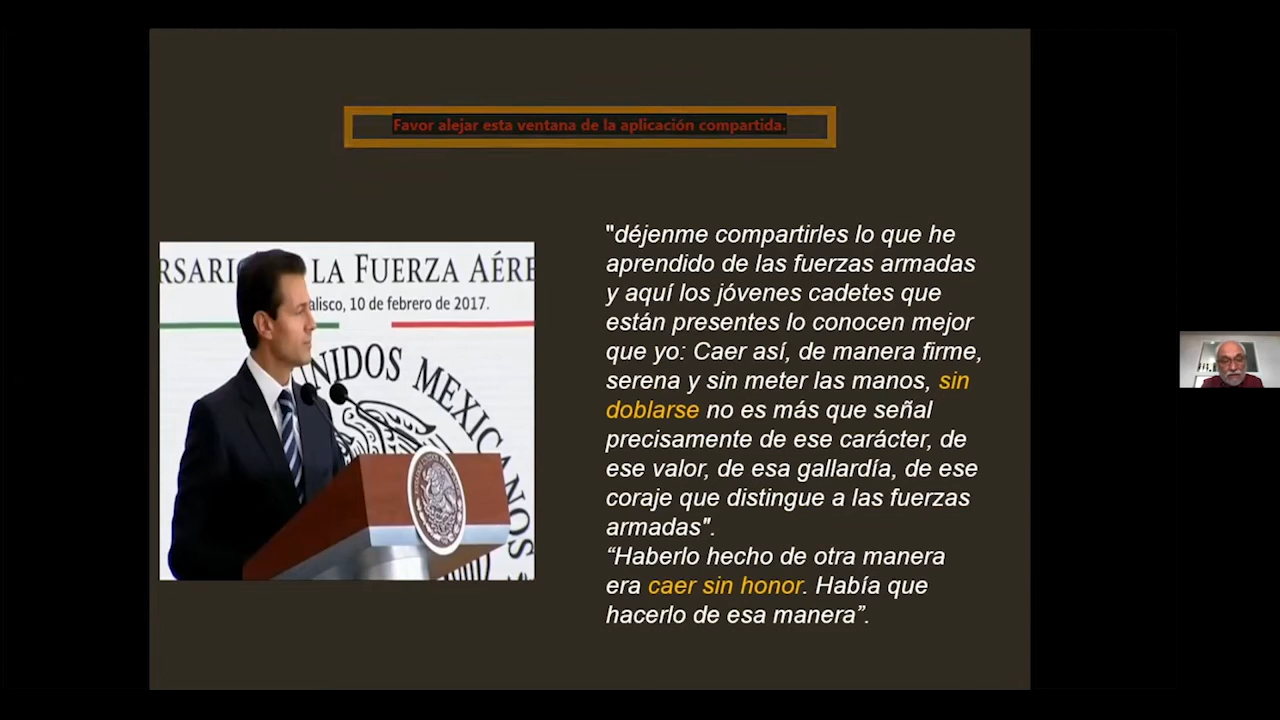 Favor alejar esta ventana de la aplicación compartida.
RSARI LA FUERZA AÉRE
alisco, 10 de febrero de 2017.
UNIDOS MEXICANOS
"déjenme compartirles lo que he
aprendido de las fuerzas armadas
y aquí los jóvenes cadetes que
están presentes lo conocen mejor
que yo: Caer así, de manera firme,
serena y sin meter las manos, sin
doblarse no es más que señal
precisamente de ese carácter, de
ese valor, de esa gallardía, de ese
coraje que distingue a las fuerzas
armadas".
“Haberlo hecho de otra manera
era caer sin honor. Había que
hacerlo de esa manera”.